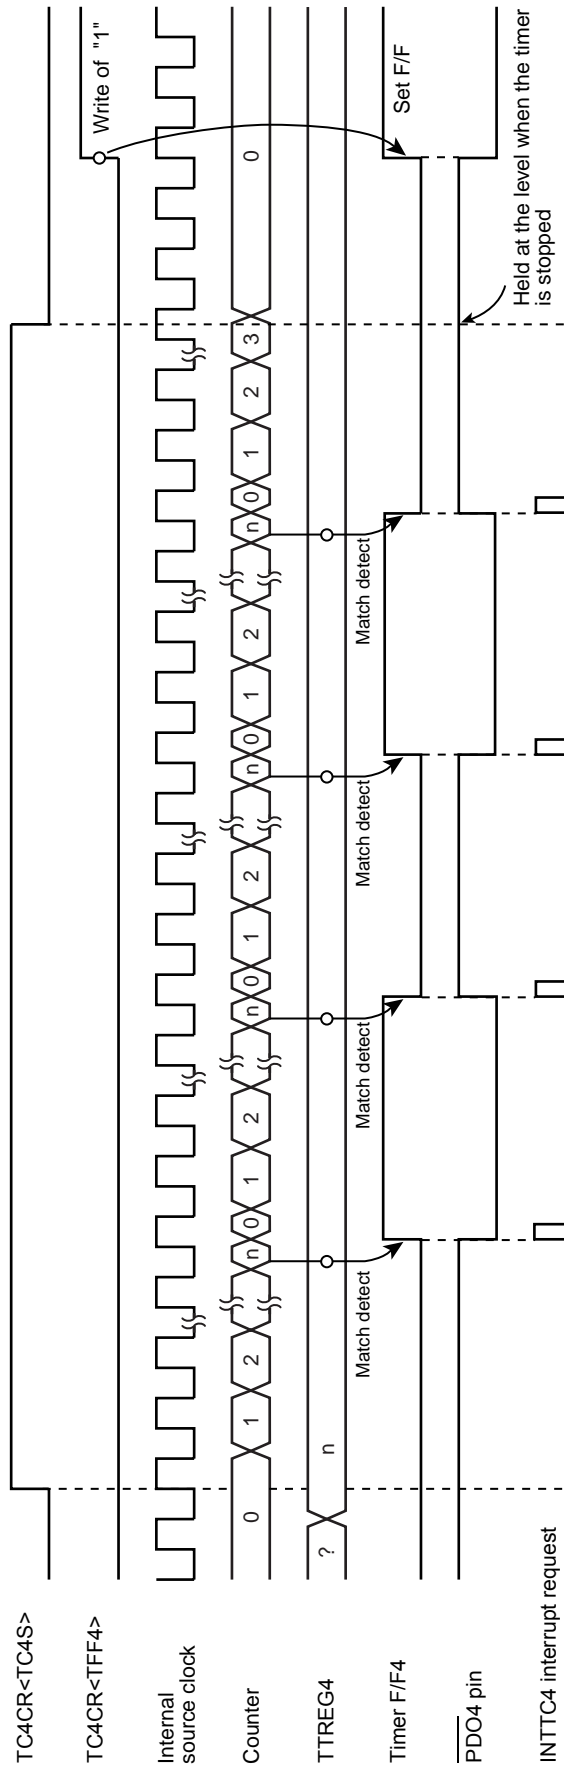 TC4CR<TC4S>
TC4CR<TFF4>
Write of "1"
Internal
source clock
Counter
0 1 2 n 0 1 2 n 0 1 2 n 0 1 2 n 0 1 2 3 0
TTREG4
? n
Match detect
Match detect
Match detect
Match detect
Timer F/F4
Set F/F
PDO4 pin
Held at the level when the timer
is stopped
INTTC4 interrupt request